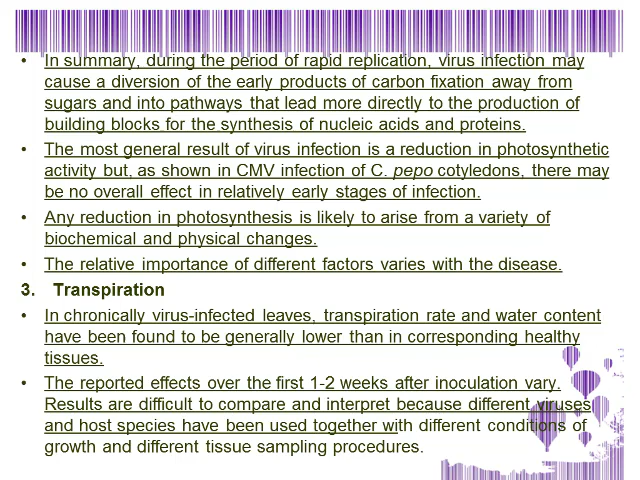 • In summary, during the period of rapid replication, virus infection may
cause a diversion of the early products of carbon fixation away from
sugars and into pathways that lead more directly to the production of
building blocks for the synthesis of nucleic acids and proteins.
• The most general result of virus infection is a reduction in photosynthetic
activity but, as shown in CMV infection of C. pepo cotyledons, there may
be no overall effect in relatively early stages of infection.
• Any reduction in photosynthesis is likely to arise from a variety of
biochemical and physical changes.
• The relative importance of different factors varies with the disease.
3. Transpiration
• In chronically virus-infected leaves, transpiration rate and water content
have been found to be generally lower than in corresponding healthy
tissues.
• The reported effects over the first 1-2 weeks after inoculation vary.
Results are difficult to compare and interpret because different viruses
and host species have been used together with different conditions of
growth and different tissue sampling procedures.